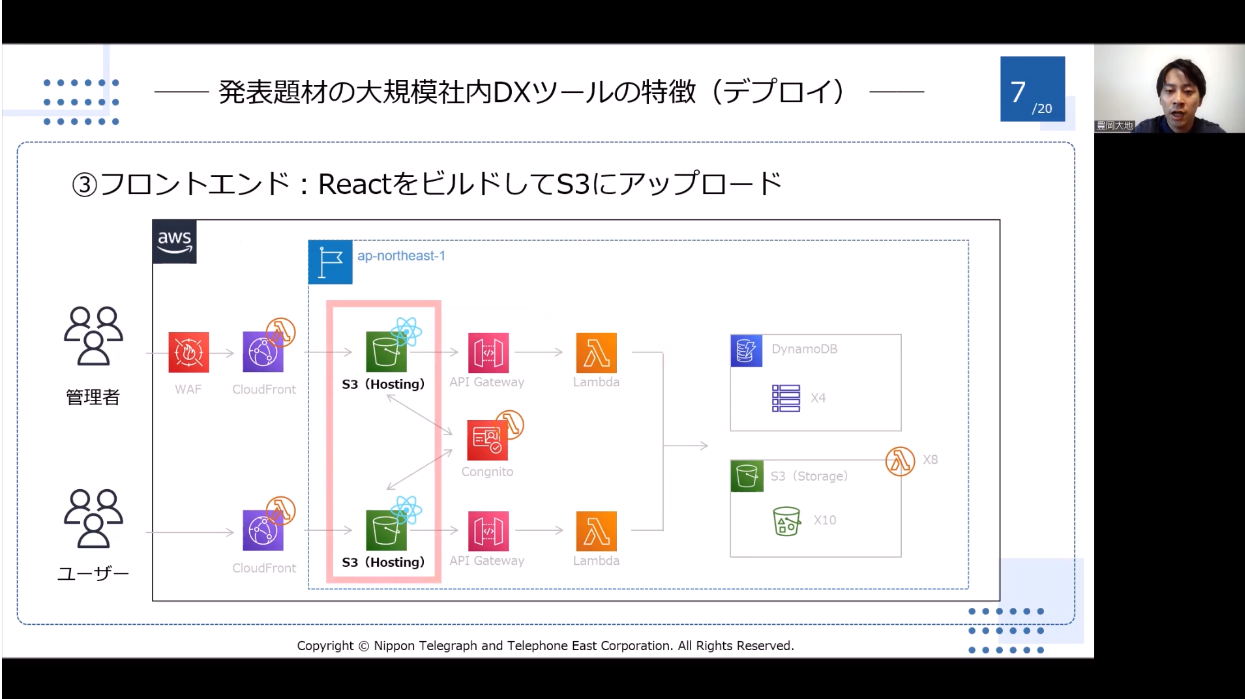 発表題材の大規模社内DXツールの特徴（デプロイ）
7
/20
豊岡大地
③フロントエンド：ReactをビルドしてS3にアップロード
aws
ap-northeast-1
管理者
WAF
CloudFront
S3（Hosting）
API Gateway
Lambda
DynamoDB
X4
Congnito
S3（Storage）
X8
X10
ユーザー
CloudFront
S3（Hosting）
API Gateway
Lambda
Copyright © Nippon Telegraph and Telephone East Corporation. All Rights Reserved.